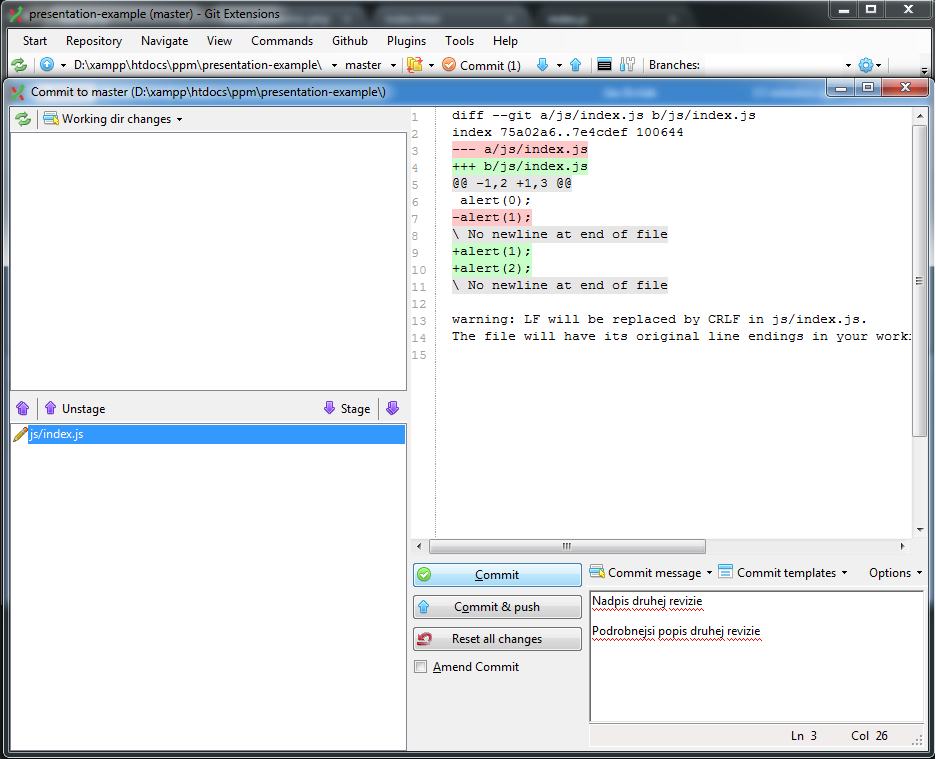 presentation-example (master) - Git Extensions
Start Repository Navigate View Commands Github Plugins Tools Help
D:\xampp\htdocs\ppm\presentation-example\ master Commit (1) Branches:
Commit to master (D:\xampp\htdocs\ppm\presentation-example\)
Working dir changes
Unstage Stage
js/index.js
1 diff --git a/js/index.js b/js/index.js
2 index 75a02a6..7e4cdef 100644
3 --- a/js/index.js
4 +++ b/js/index.js
5 @@ -1,2 +1,3 @@
6 alert(0);
7 -alert(1);
8 \ No newline at end of file
9 +alert(1);
10 +alert(2);
11 \ No newline at end of file
12
13 warning: LF will be replaced by CRLF in js/index.js.
14 The file will have its original line endings in your
15
Commit
Commit & push
Reset all changes
Amend Commit
Commit message Commit templates Options
Nadpis druhej revizie
Podrobnejsi popis druhej revizie
Ln 3 Col 26